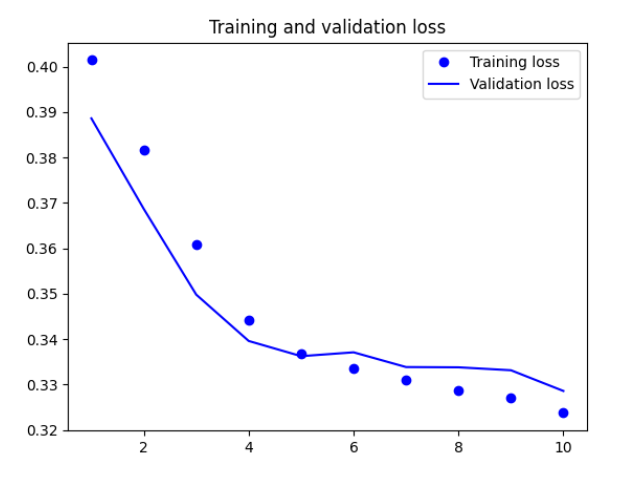 Training and validation loss
Training loss
Validation loss
0.40
0.39
0.38
0.37
0.36
0.35
0.34
0.33
0.32
2 4 6 8 10